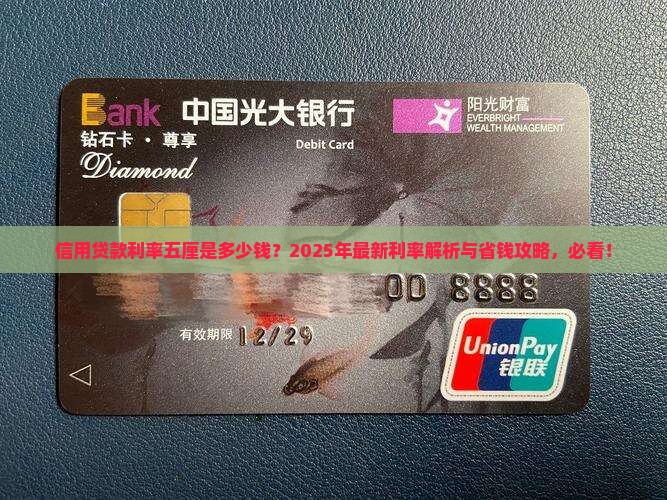 Bank 中国光大银行
Debit Card
阳光财富
EVERBRIGHT
WEALTH MANAGEMENT
钻石卡·尊享
Diamond
信用贷款利率五厘是多少钱？2025年最新利率解析与省钱攻略，必看！
00 8888
有效期限 12/29
UnionPay
银联